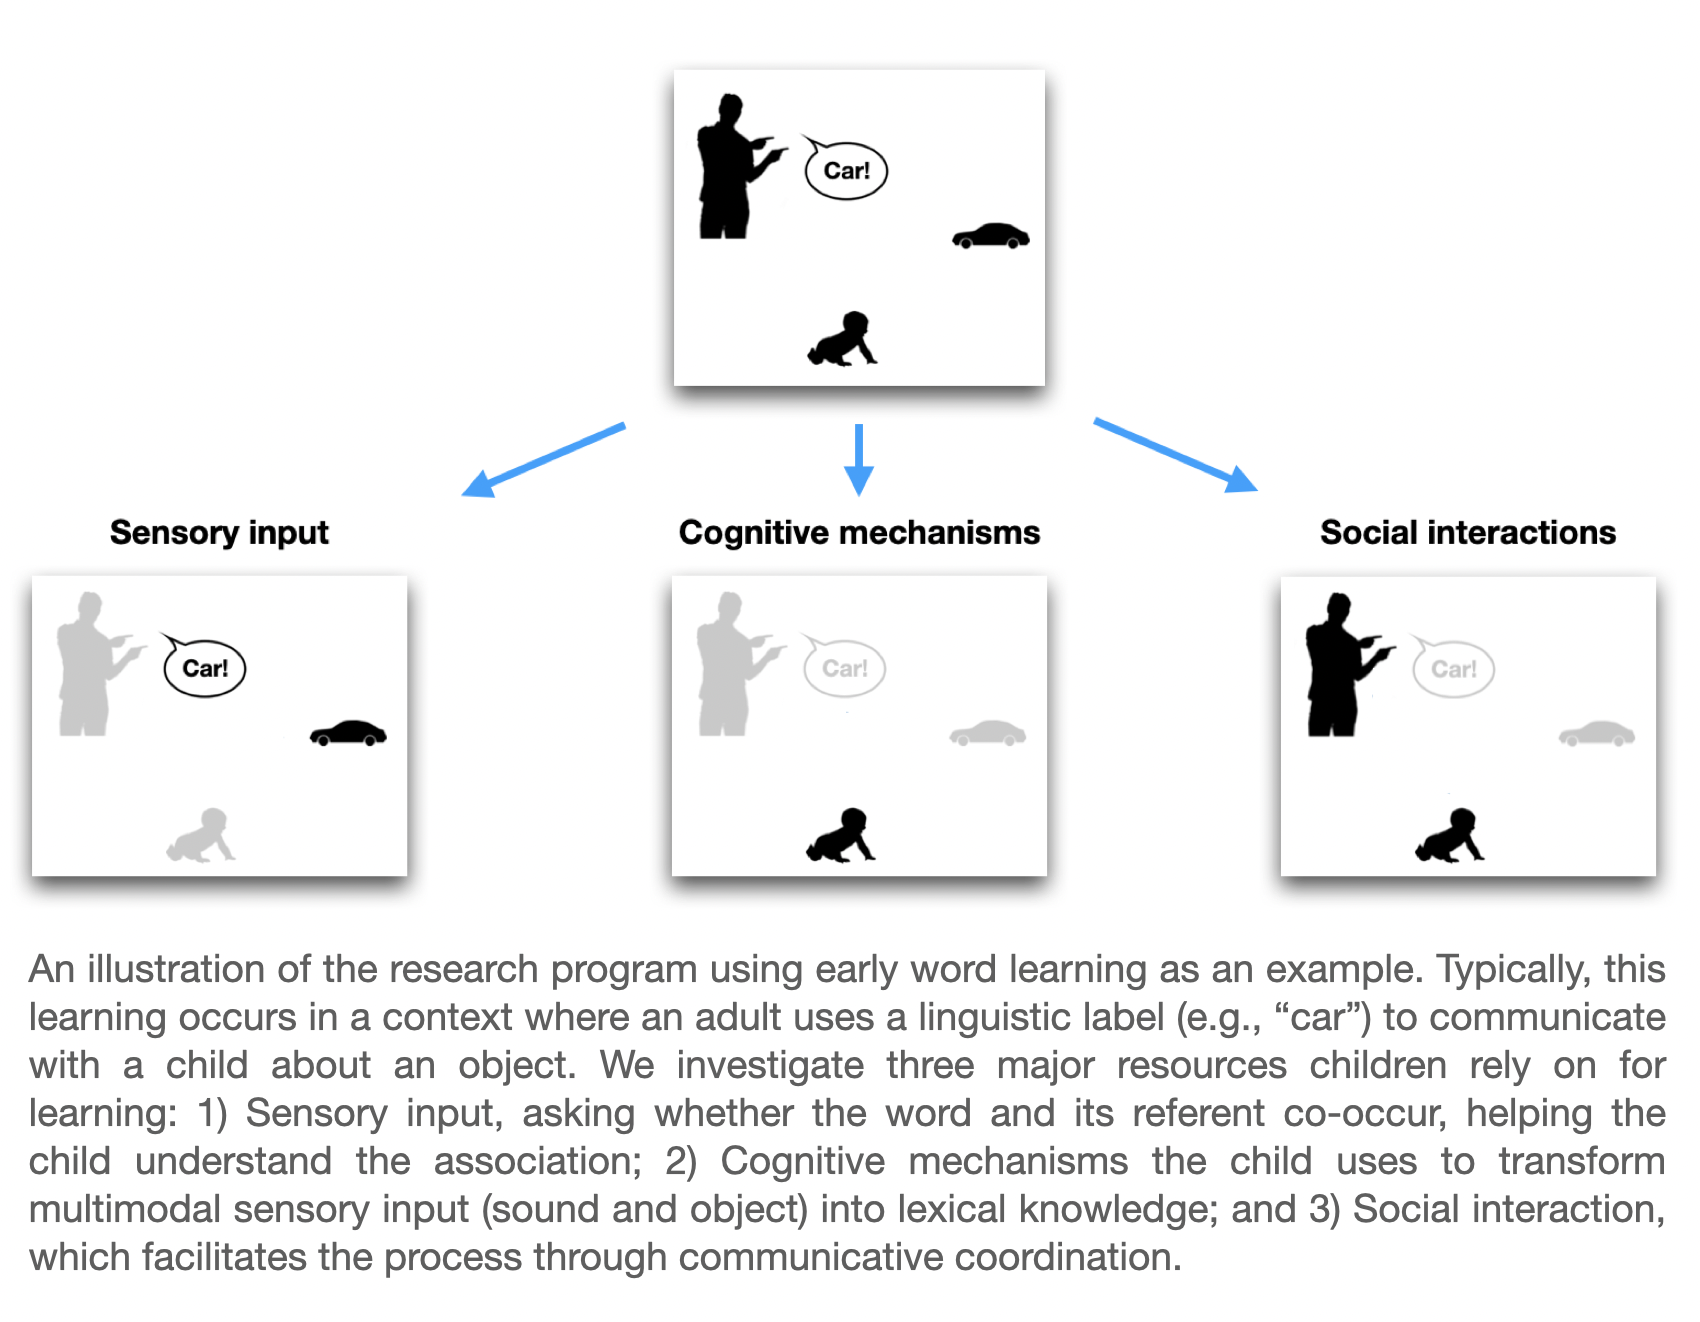 Car!
Sensory input
Cognitive mechanisms
Social interactions
Car!
Car!
Car!
An illustration of the research program using early word learning as an example. Typically, this
learning occurs in a context where an adult uses a linguistic label (e.g., “car”) to communicate
with a child about an object. We investigate three major resources children rely on for
learning: 1) Sensory input, asking whether the word and its referent co-occur, helping the
child understand the association; 2) Cognitive mechanisms the child uses to transform
multimodal sensory input (sound and object) into lexical knowledge; and 3) Social interaction,
which facilitates the process through communicative coordination.